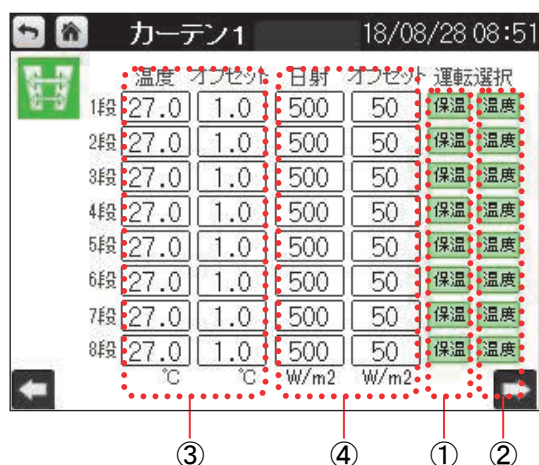 カーテン1 18/08/28 08:51
温度 オフセット 日射 オフセット 運転選択
1段 27.0 1.0 500 50 保温 温度
2段 27.0 1.0 500 50 保温 温度
3段 27.0 1.0 500 50 保温 温度
4段 27.0 1.0 500 50 保温 温度
5段 27.0 1.0 500 50 保温 温度
6段 27.0 1.0 500 50 保温 温度
7段 27.0 1.0 500 50 保温 温度
8段 27.0 1.0 500 50 保温 温度
℃ ℃ W/m2 W/m2
③ ④ ① ②